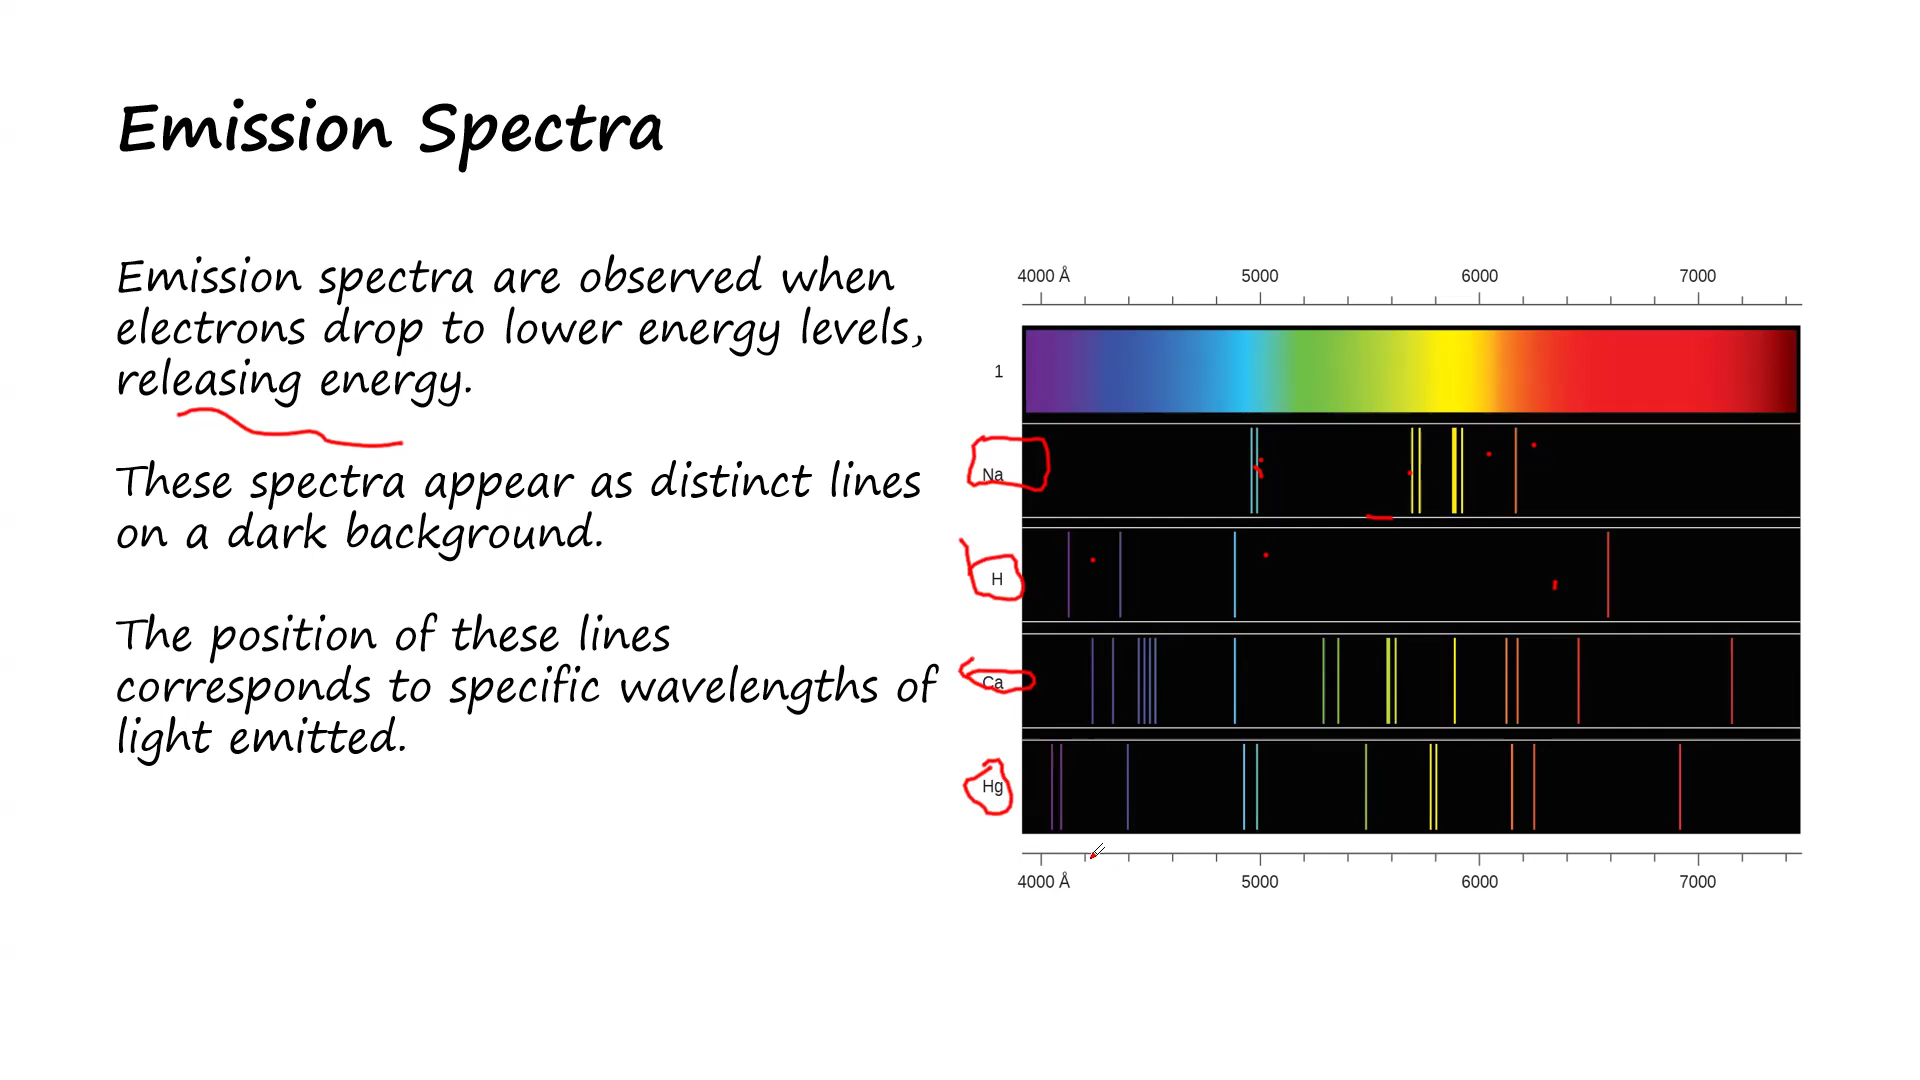 Emission Spectra
Emission spectra are observed when
electrons drop to lower energy levels,
releasing energy.
These spectra appear as distinct lines
on a dark background.
The position of these lines
corresponds to specific wavelengths of
light emitted.
4000 Å 5000 6000 7000
1
Na
H
Ca
Hg
4000 Å 5000 6000 7000